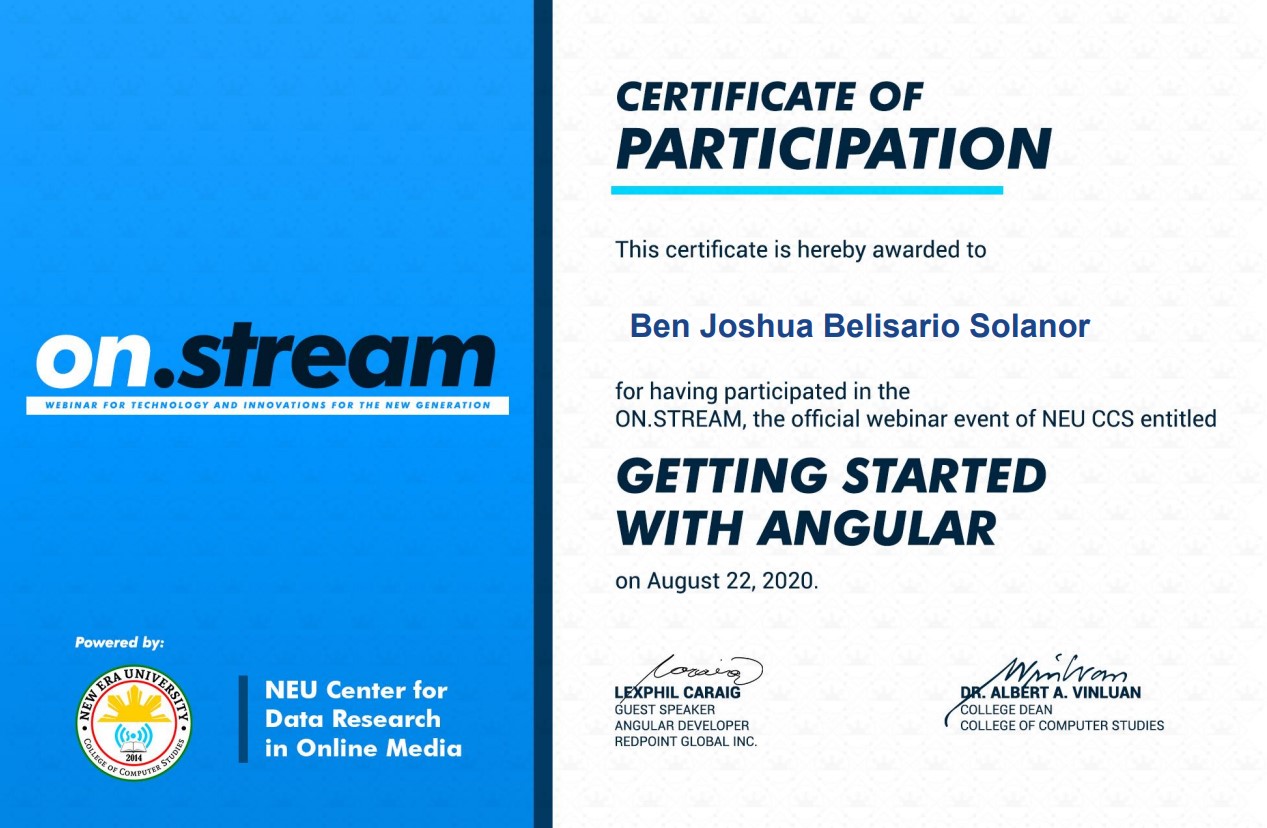 on.stream
WEBINAR FOR TECHNOLOGY AND INNOVATIONS FOR THE NEW GENERATION
Powered by:
NEW ERA UNIVERSITY
2014
COLLEGE OF COMPUTER STUDIES
NEU Center for
Data Research
in Online Media
CERTIFICATE OF
PARTICIPATION
This certificate is hereby awarded to
Ben Joshua Belisario Solanor
for having participated in the
ON.STREAM, the official webinar event of NEU CCS entitled
GETTING STARTED
WITH ANGULAR
on August 22, 2020.
LEXPHIL CARAIG
GUEST SPEAKER
ANGULAR DEVELOPER
REDPOINT GLOBAL INC.
DR. ALBERT A. VINLUAN
COLLEGE DEAN
COLLEGE OF COMPUTER STUDIES